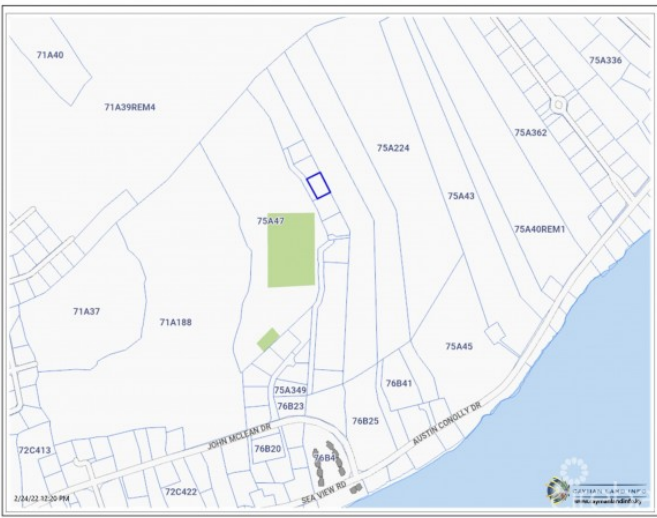 71A40
75A336
71A39REM4
75A362
75A224
75A43
75A47
75A40REM1
71A37
71A188
75A45
76B41
75A349
76B23
76B25
JOHN MCLEAN DR
AUSTIN CONOLLY DR
72C413
76B20
76B4
72C422
SEA VIEW RD
2/24/22 12:20 PM
CAYMAN LAND INFO